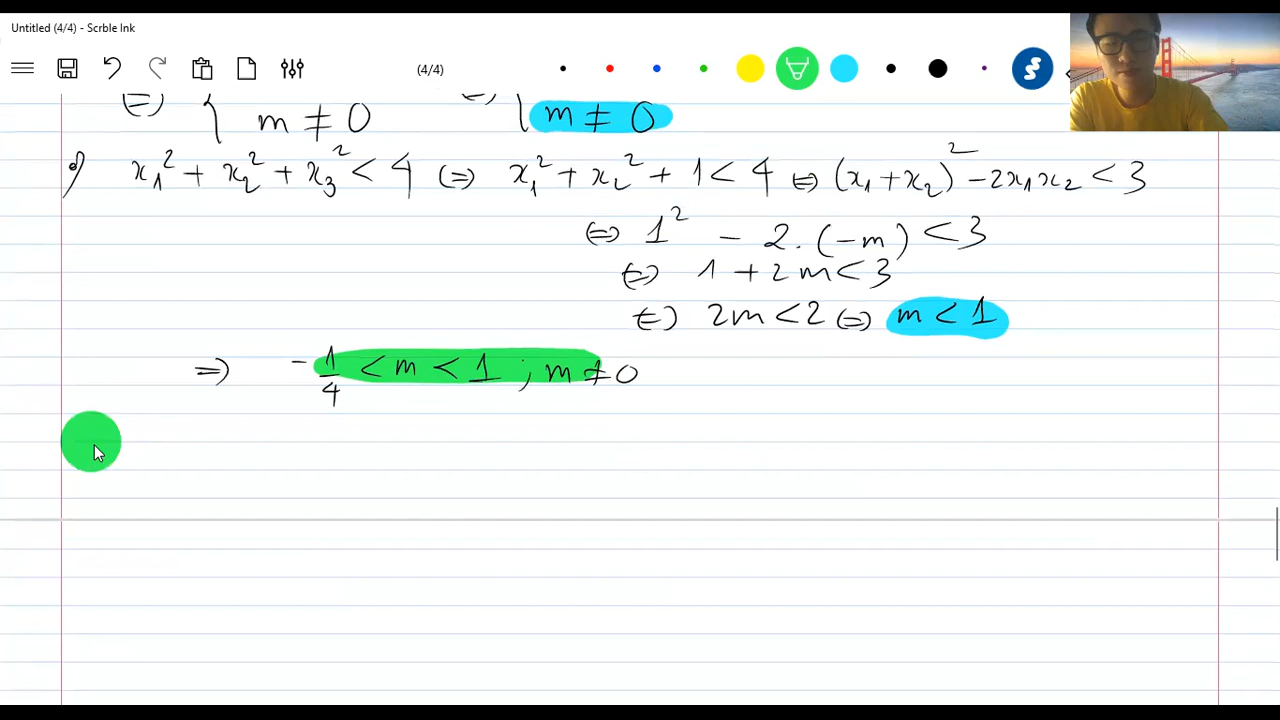 Untitled (4/4) - Scrble Ink
(4/4)
⇔ { m ≠ 0 ⇔ { m ≠ 0
x₁² + x₂² + x₃² < 4 ⇔ x₁² + x₂² + 1 < 4 ⇔ (x₁ + x₂)² - 2x₁x₂ < 3
⇔ 1² - 2.(-m) < 3
⇔ 1 + 2m < 3
⇔ 2m < 2 ⇔ m < 1
⇒ -1/4 < m < 1 ; m ≠ 0